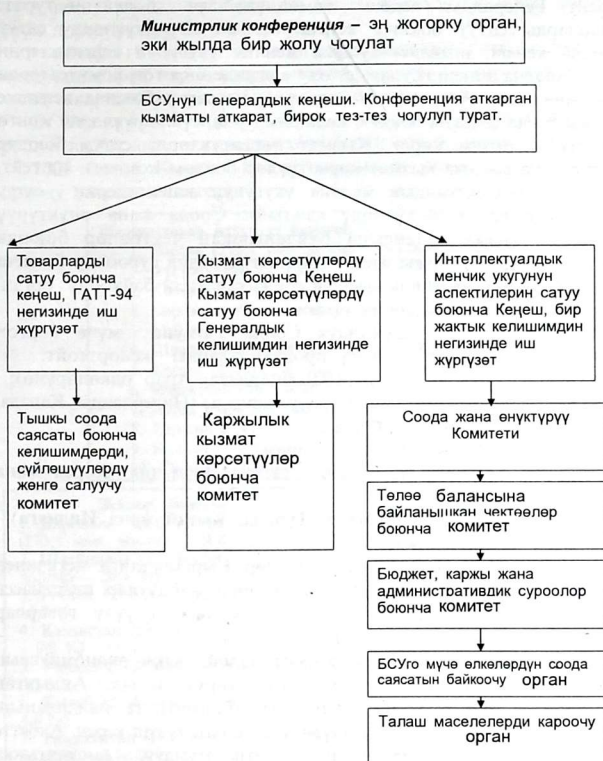 Министрлик конференция – эң жогорку орган,
эки жылда бир жолу чогулат
БСУнун Генералдык кеңеши. Конференция аткарган
кызматты аткарат, бирок тез-тез чогулуп турат.
Товарларды
сатуу боюнча
кеңеш, ГАТТ-94
негизинде иш
жүргүзөт
Кызмат көрсөтүүлөрдү
сатуу боюнча Кеңеш.
Кызмат көрсөтүүлөрдү
сатуу боюнча
Генералдык
келишимдин негизинде
иш жүргүзөт
Интеллектуалдык
менчик укугунун
аспектилерин сатуу
боюнча Кеңеш, бир
жактык келишимдин
негизинде иш
жүргүзөт
Тышкы соода
саясаты боюнча
келишимдерди,
сүйлөшүүлөрдү
жөнгө салуучу
комитет
Каржылык
кызмат
көрсөтүүлөр
боюнча
комитет
Соода жана өнүктүрүү
Комитети
Төлөө балансына
байланышкан чектөөлөр
боюнча комитет
Бюджет, каржы жана
административдик суроолор
боюнча комитет
БСУго мүчө өлкөлөрдүн соода
саясатын байкоочу орган
Талаш маселелерди кароочу
орган